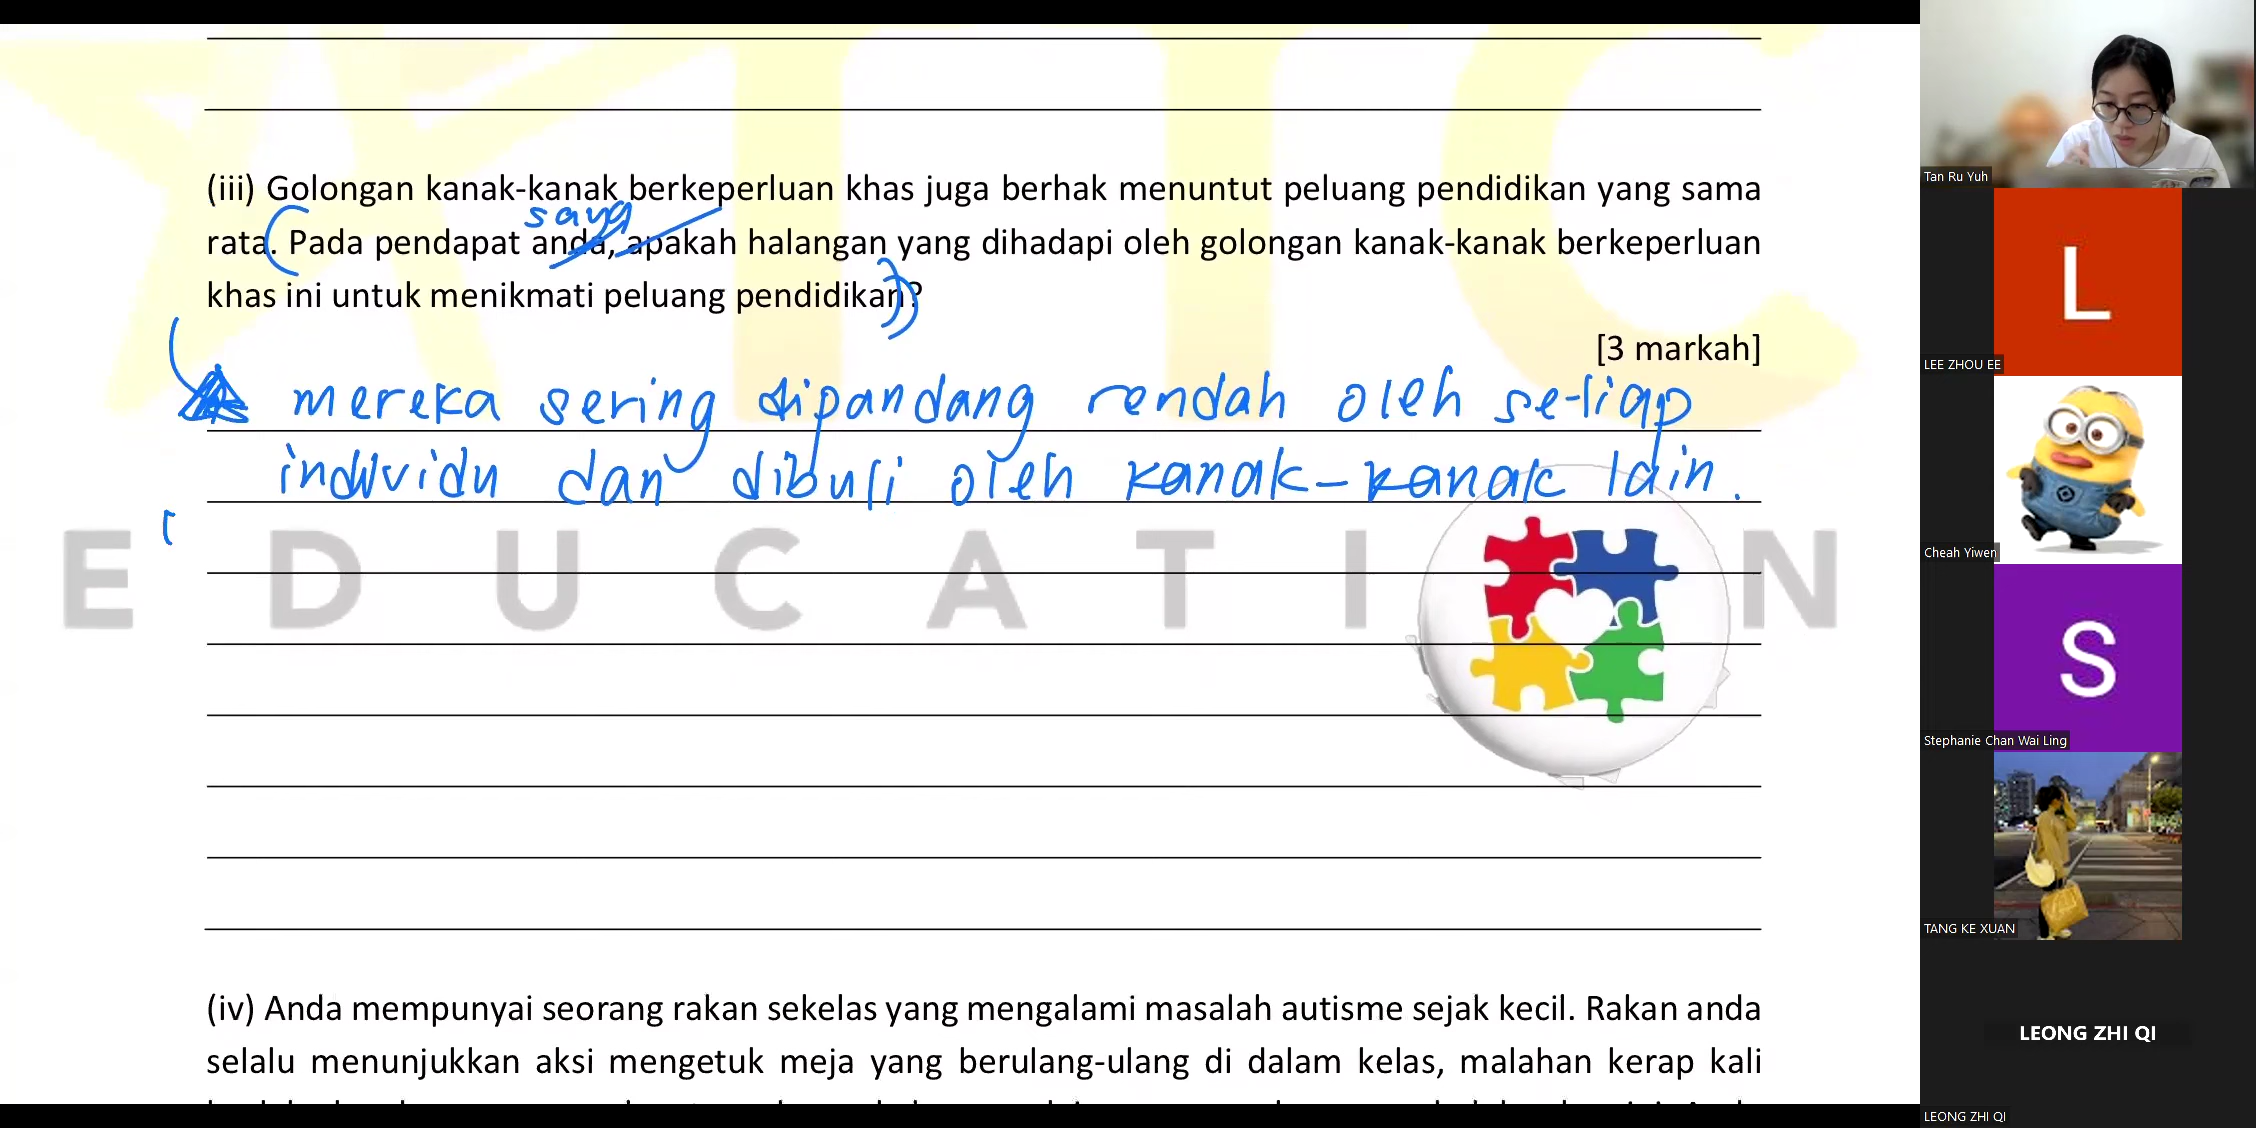 (iii) Golongan kanak-kanak berkeperluan khas juga berhak menuntut peluang pendidikan yang sama
saya
rata. Pada pendapat anda, apakah halangan yang dihadapi oleh golongan kanak-kanak berkeperluan
khas ini untuk menikmati peluang pendidikan?
[3 markah]
mereka sering dipandang rendah oleh setiap
individu dan dibuli oleh kanak-kanak lain.
EDUCATION
(iv) Anda mempunyai seorang rakan sekelas yang mengalami masalah autisme sejak kecil. Rakan anda
selalu menunjukkan aksi mengetuk meja yang berulang-ulang di dalam kelas, malahan kerap kali
Tan Ru Yuh
L
LEE ZHOU EE
Cheah Yiwen
S
Stephanie Chan Wai Ling
TANG KE XUAN
LEONG ZHI QI
LEONG ZHI QI